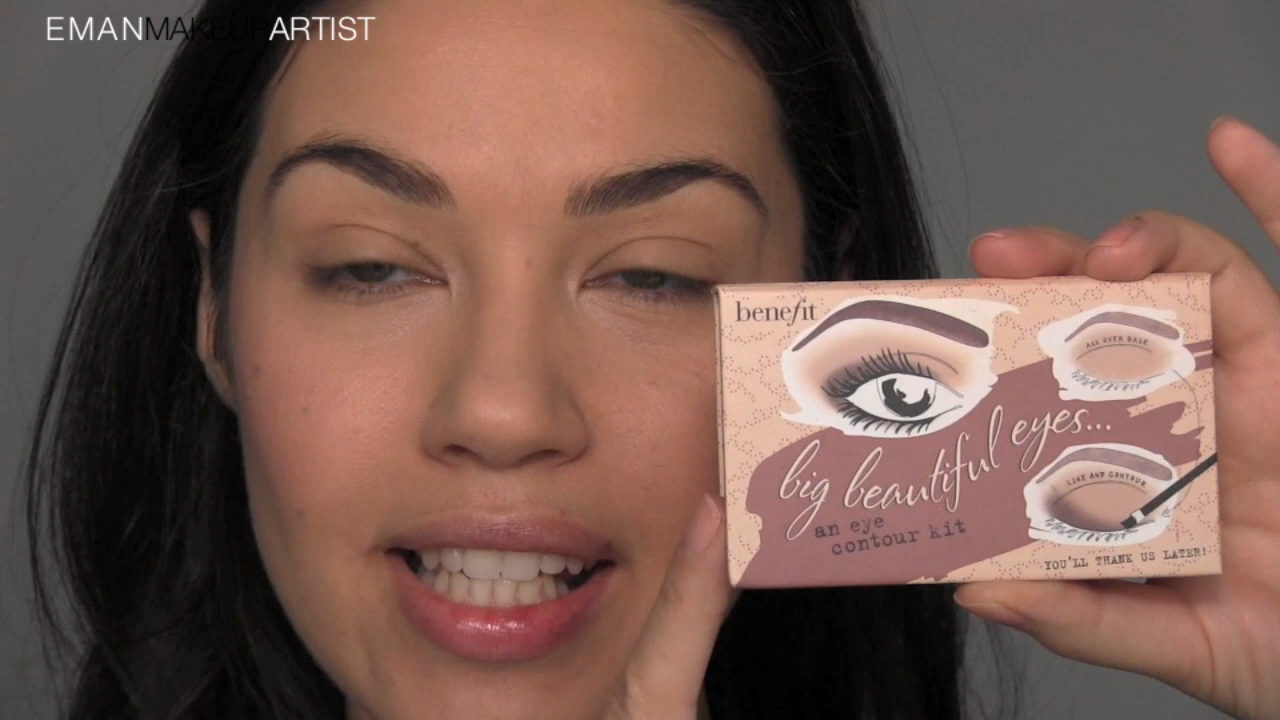 EMANMAKEUPARTIST
benefit
ALL OVER BASE
big beautiful eyes...
LINE AND CONTOUR
an eye
contour kit
YOU'LL THANK US LATER!